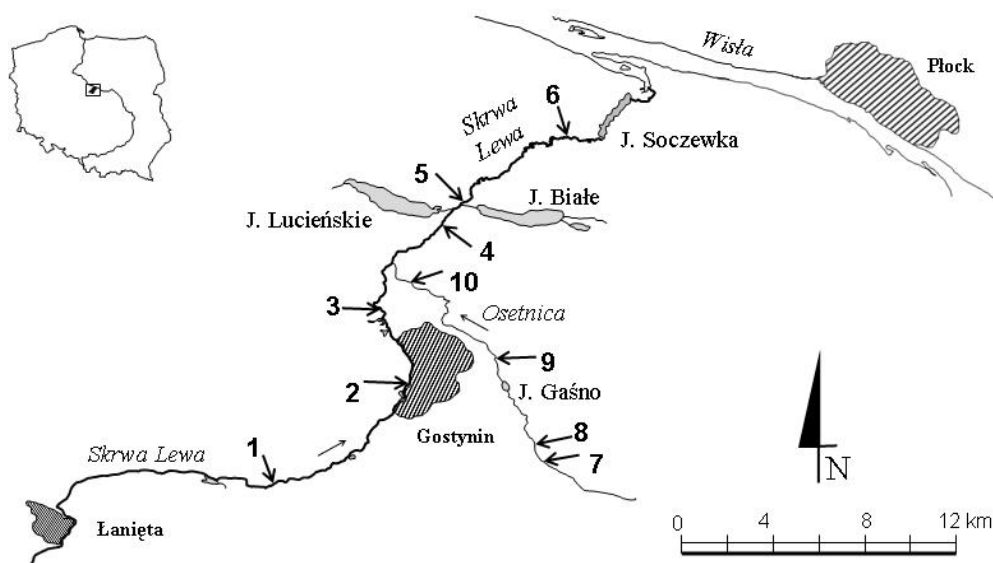 Wisła
Płock
6
Skrwa
Lewa
J. Soczewka
5
J. Białe
J. Lucieńskie
4
10
3
Osetnica
9
2
J. Gaśno
Gostynin
8
1
7
Skrwa Lewa
N
Łanięta
0 4 8 12 km